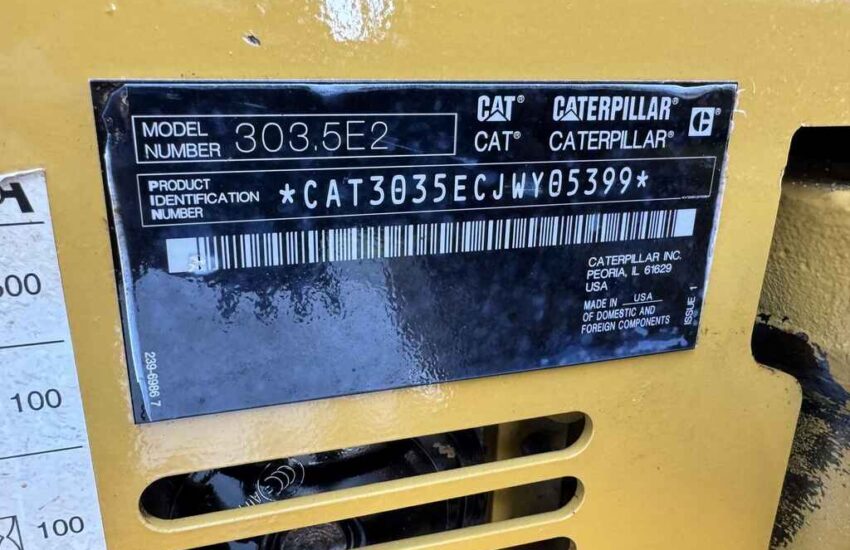 CAT® CATERPILLAR®
CAT® CATERPILLAR®
MODEL NUMBER 303.5E2
PRODUCT IDENTIFICATION NUMBER *CAT3035ECJWY05399*
CATERPILLAR INC.
PEORIA, IL 61629
USA
MADE IN USA
OF DOMESTIC AND
FOREIGN COMPONENTS
ISSUE 1
239-6986 7
100
100